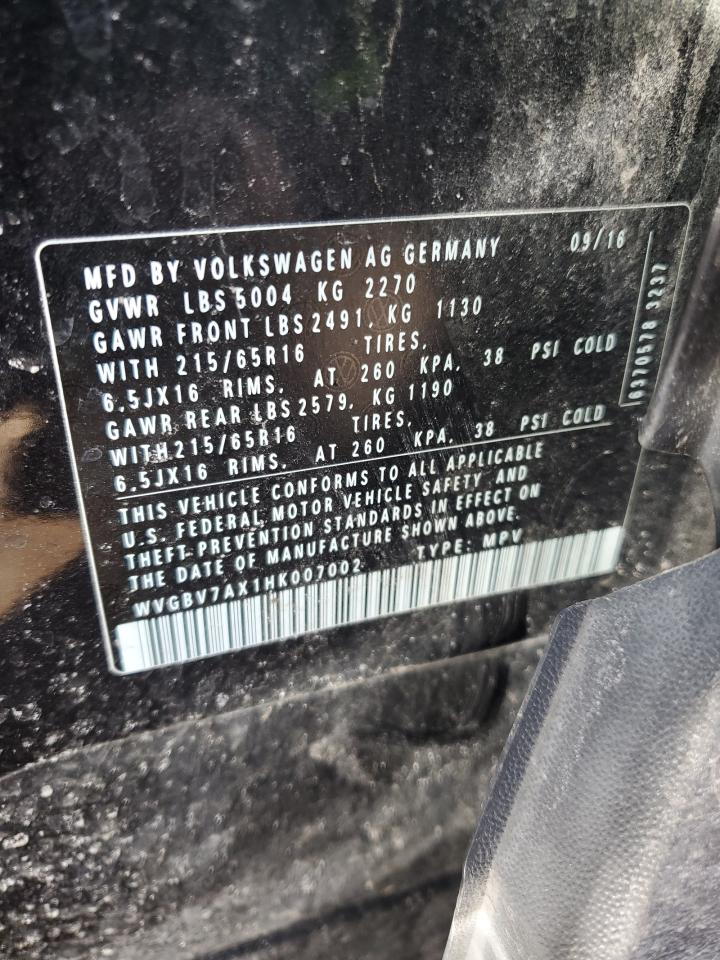 MFD BY VOLKSWAGEN AG GERMANY 09/16
GVWR LBS 5004 KG 2270
GAWR FRONT LBS 2491, KG 1130
WITH 215/65R16 TIRES,
6.5JX16 RIMS, AT 260 KPA, 38 PSI COLD
GAWR REAR LBS 2579, KG 1190
WITH 215/65R16 TIRES,
6.5JX16 RIMS, AT 260 KPA, 38 PSI COLD
THIS VEHICLE CONFORMS TO ALL APPLICABLE
U.S. FEDERAL MOTOR VEHICLE SAFETY AND
THEFT PREVENTION STANDARDS IN EFFECT ON
THE DATE OF MANUFACTURE SHOWN ABOVE.
WVGBV7AX1HK007002 TYPE: MPV
8370578 3237